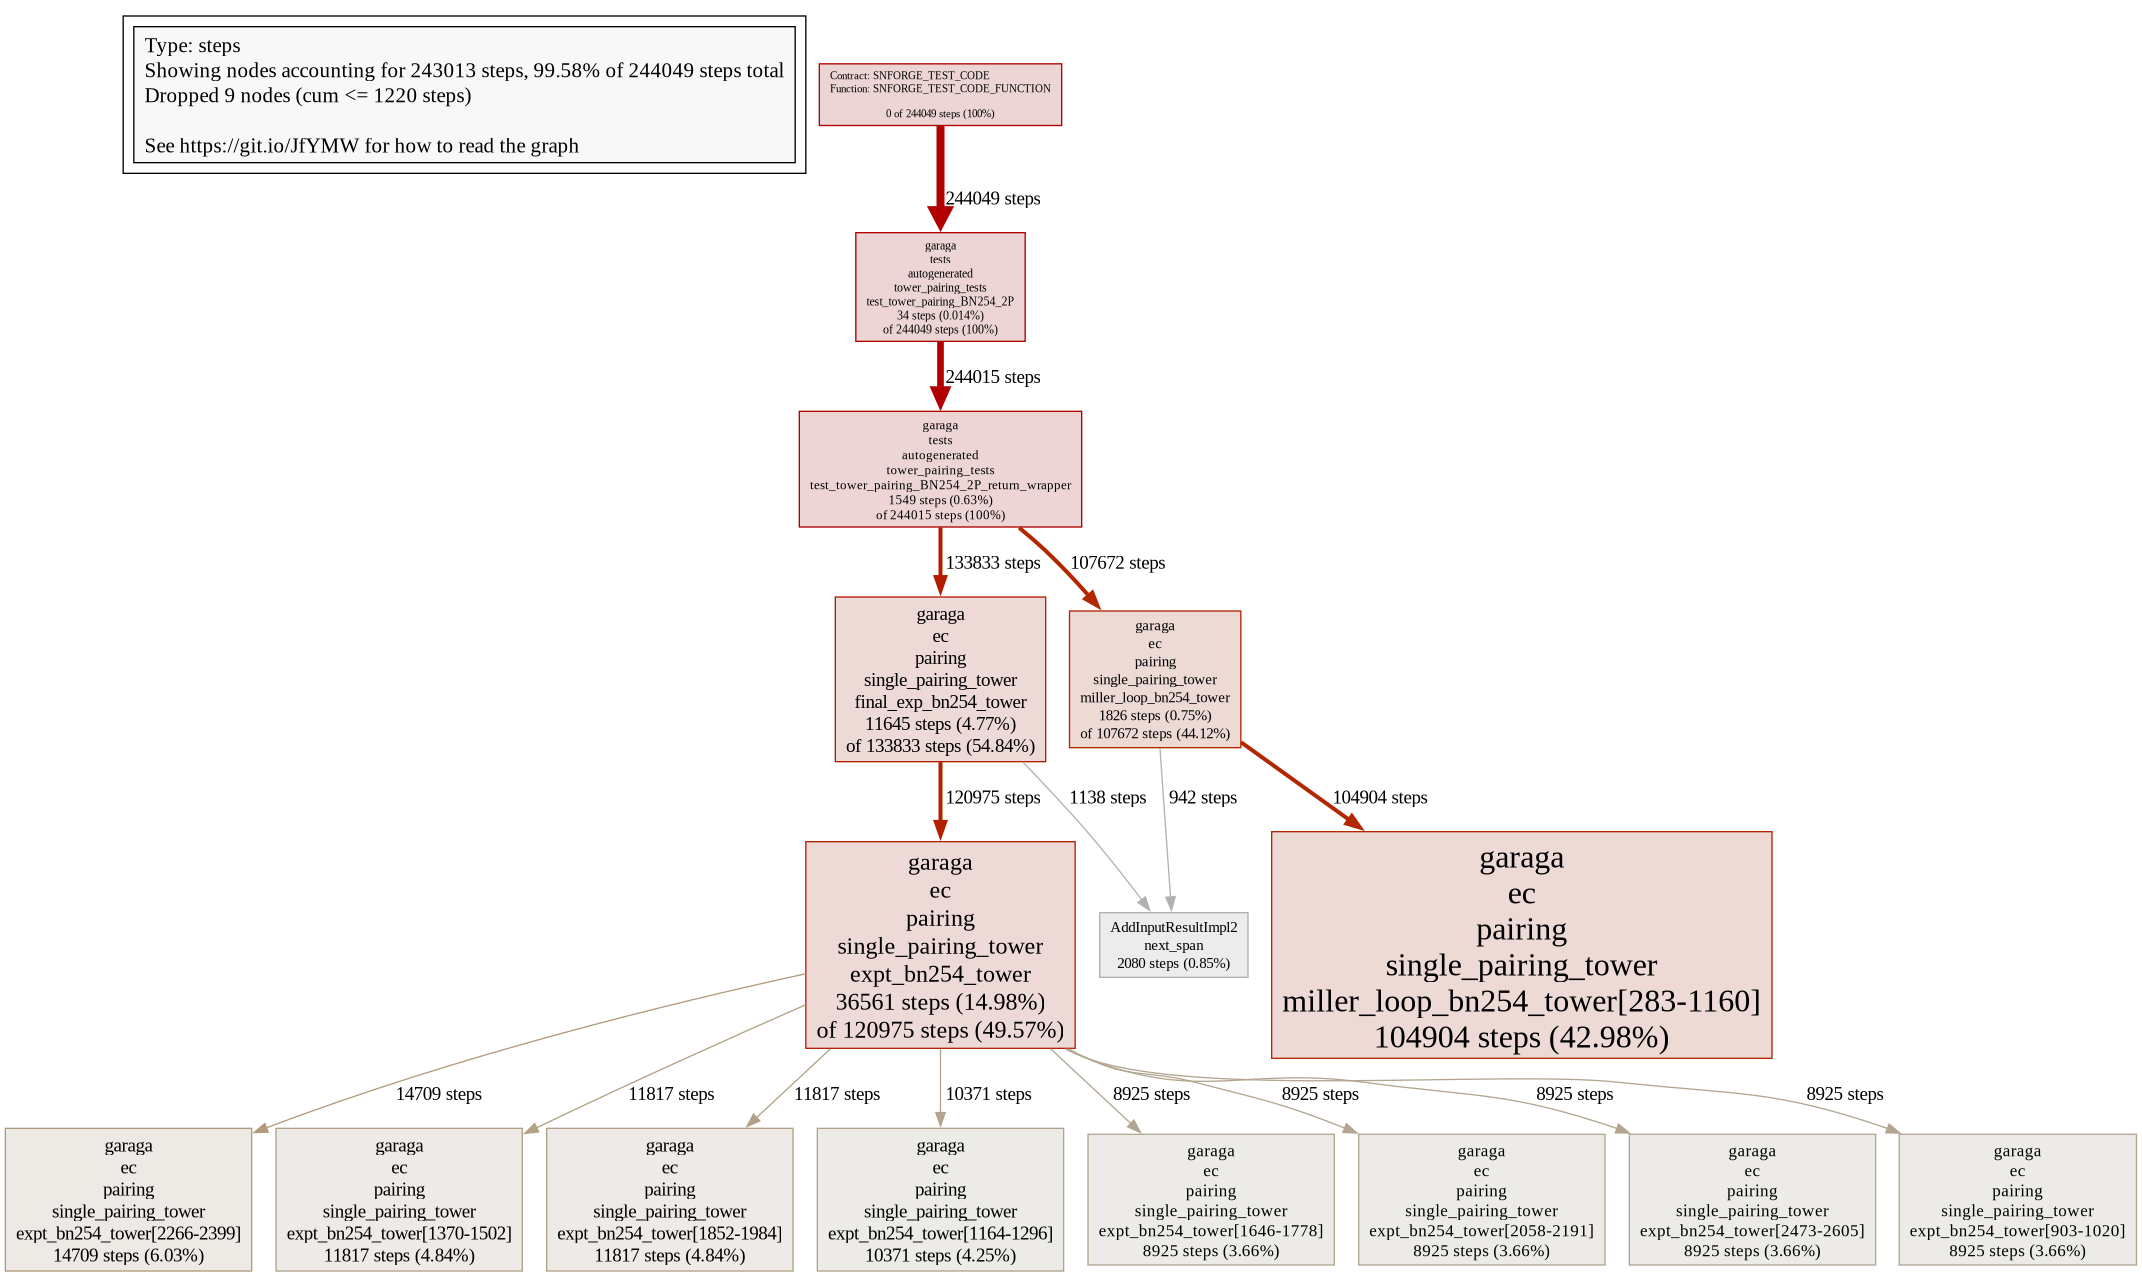 Type: steps
Showing nodes accounting for 243013 steps, 99.58% of 244049 steps total
Dropped 9 nodes (cum <= 1220 steps)
See https://git.io/JfYMW for how to read the graph
Contract: SNFORGE_TEST_CODE
Function: SNFORGE_TEST_CODE_FUNCTION
0 of 244049 steps (100%)
244049 steps
garaga
tests
autogenerated
tower_pairing_tests
test_tower_pairing_BN254_2P
34 steps (0.014%)
of 244049 steps (100%)
244015 steps
garaga
tests
autogenerated
tower_pairing_tests
test_tower_pairing_BN254_2P_return_wrapper
1549 steps (0.63%)
of 244015 steps (100%)
133833 steps
107672 steps
garaga
ec
pairing
single_pairing_tower
final_exp_bn254_tower
11645 steps (4.77%)
of 133833 steps (54.84%)
garaga
ec
pairing
single_pairing_tower
miller_loop_bn254_tower
1826 steps (0.75%)
of 107672 steps (44.12%)
120975 steps
1138 steps
942 steps
104904 steps
garaga
ec
pairing
single_pairing_tower
expt_bn254_tower
36561 steps (14.98%)
of 120975 steps (49.57%)
AddInputResultImpl2
next_span
2080 steps (0.85%)
garaga
ec
pairing
single_pairing_tower
miller_loop_bn254_tower[283-1160]
104904 steps (42.98%)
14709 steps
11817 steps
11817 steps
10371 steps
8925 steps
8925 steps
8925 steps
8925 steps
garaga
ec
pairing
single_pairing_tower
expt_bn254_tower[2266-2399]
14709 steps (6.03%)
garaga
ec
pairing
single_pairing_tower
expt_bn254_tower[1370-1502]
11817 steps (4.84%)
garaga
ec
pairing
single_pairing_tower
expt_bn254_tower[1852-1984]
11817 steps (4.84%)
garaga
ec
pairing
single_pairing_tower
expt_bn254_tower[1164-1296]
10371 steps (4.25%)
garaga
ec
pairing
single_pairing_tower
expt_bn254_tower[1646-1778]
8925 steps (3.66%)
garaga
ec
pairing
single_pairing_tower
expt_bn254_tower[2058-2191]
8925 steps (3.66%)
garaga
ec
pairing
single_pairing_tower
expt_bn254_tower[2473-2605]
8925 steps (3.66%)
garaga
ec
pairing
single_pairing_tower
expt_bn254_tower[903-1020]
8925 steps (3.66%)